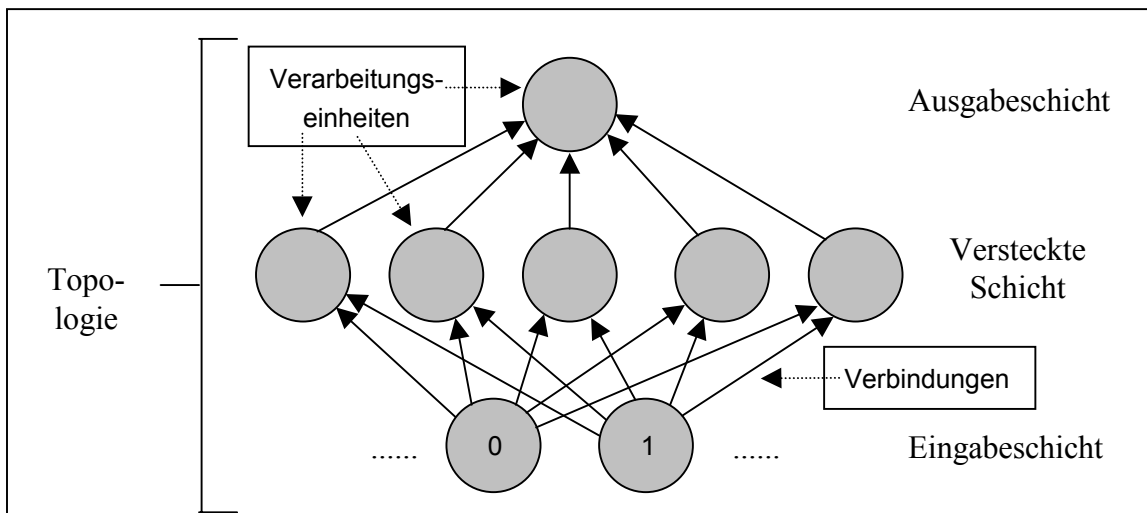 Verarbeitungs-
einheiten
Ausgabeschicht
Topo-
logie
Versteckte
Schicht
Verbindungen
...... 0 1 ...... Eingabeschicht